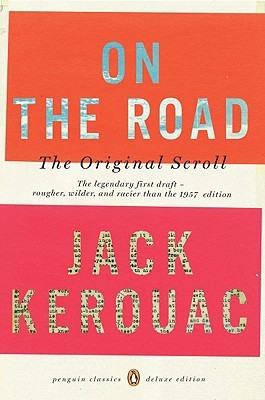 ON
THE ROAD
The Original Scroll
The legendary first draft –
rougher, wilder, and racier than the 1957 edition
JACK
KEROUAC
penguin classics deluxe edition